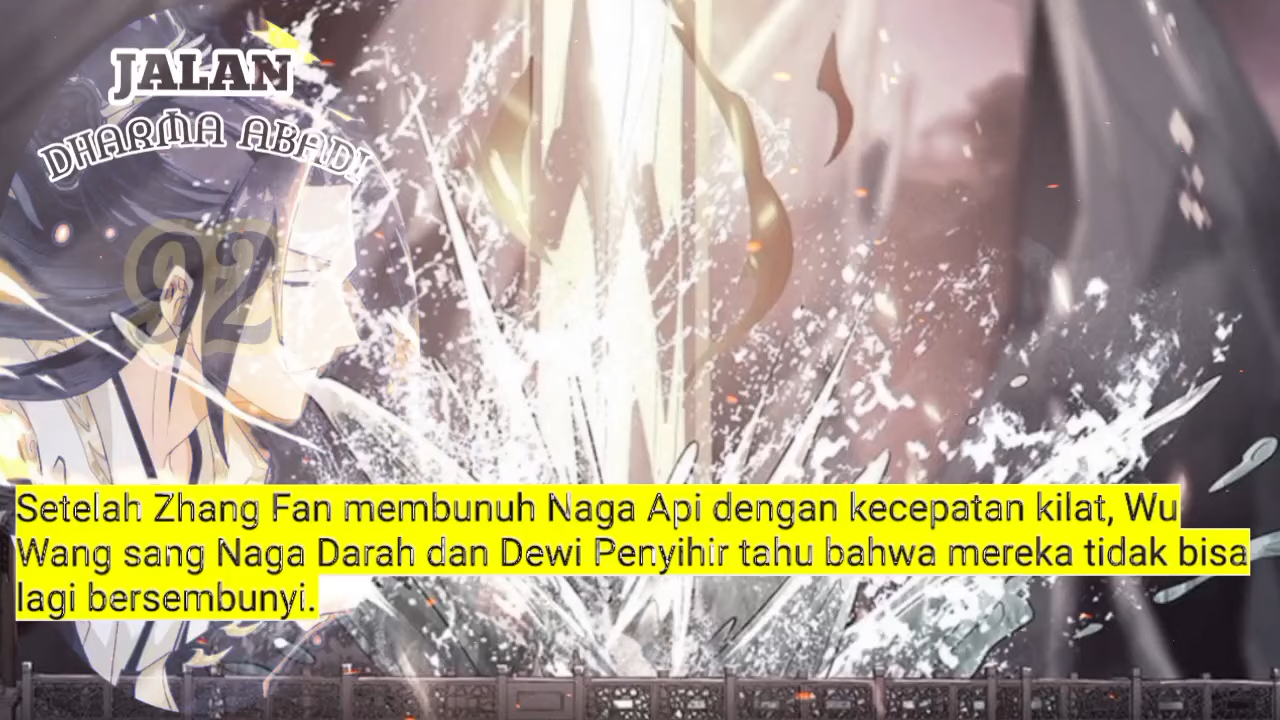 JALAN
DHARMA ABADI
92
Setelah Zhang Fan membunuh Naga Api dengan kecepatan kilat, Wu
Wang sang Naga Darah dan Dewi Penyihir tahu bahwa mereka tidak bisa
lagi bersembunyi.